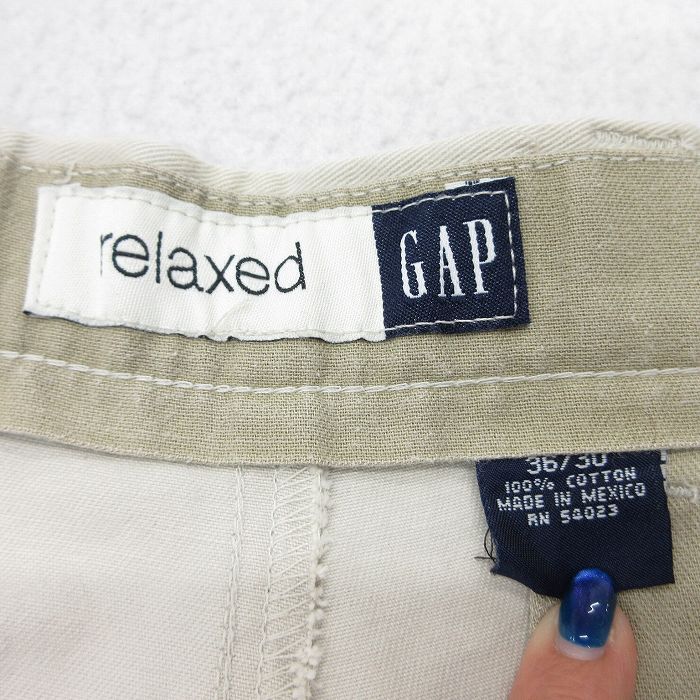 relaxed GAP
36/30
100% COTTON
MADE IN MEXICO
RN 54023